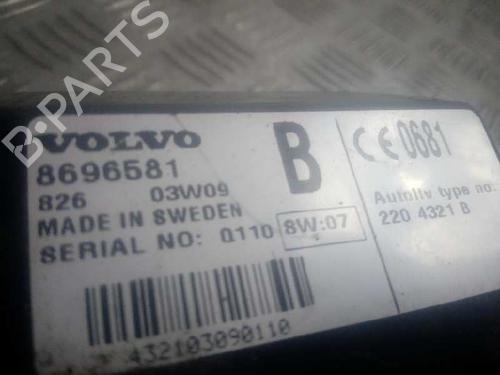 VOLVO
8696581
826 03W09
MADE IN SWEDEN
SERIAL NO: 0110 8W:07
432103090110
B
CE 0681
Autoliv type no:
220 4321 B
B-PARTS